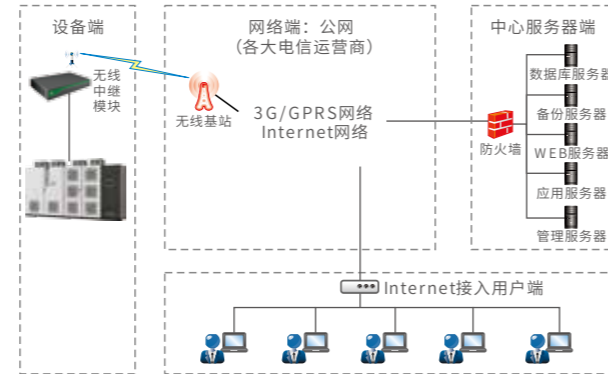 设备端
无线
中继
模块
网络端：公网
（各大电信运营商）
无线基站
3G/GPRS网络
Internet网络
中心服务器端
防火墙
数据库服务器
备份服务器
WEB服务器
应用服务器
管理服务器
Internet接入用户端